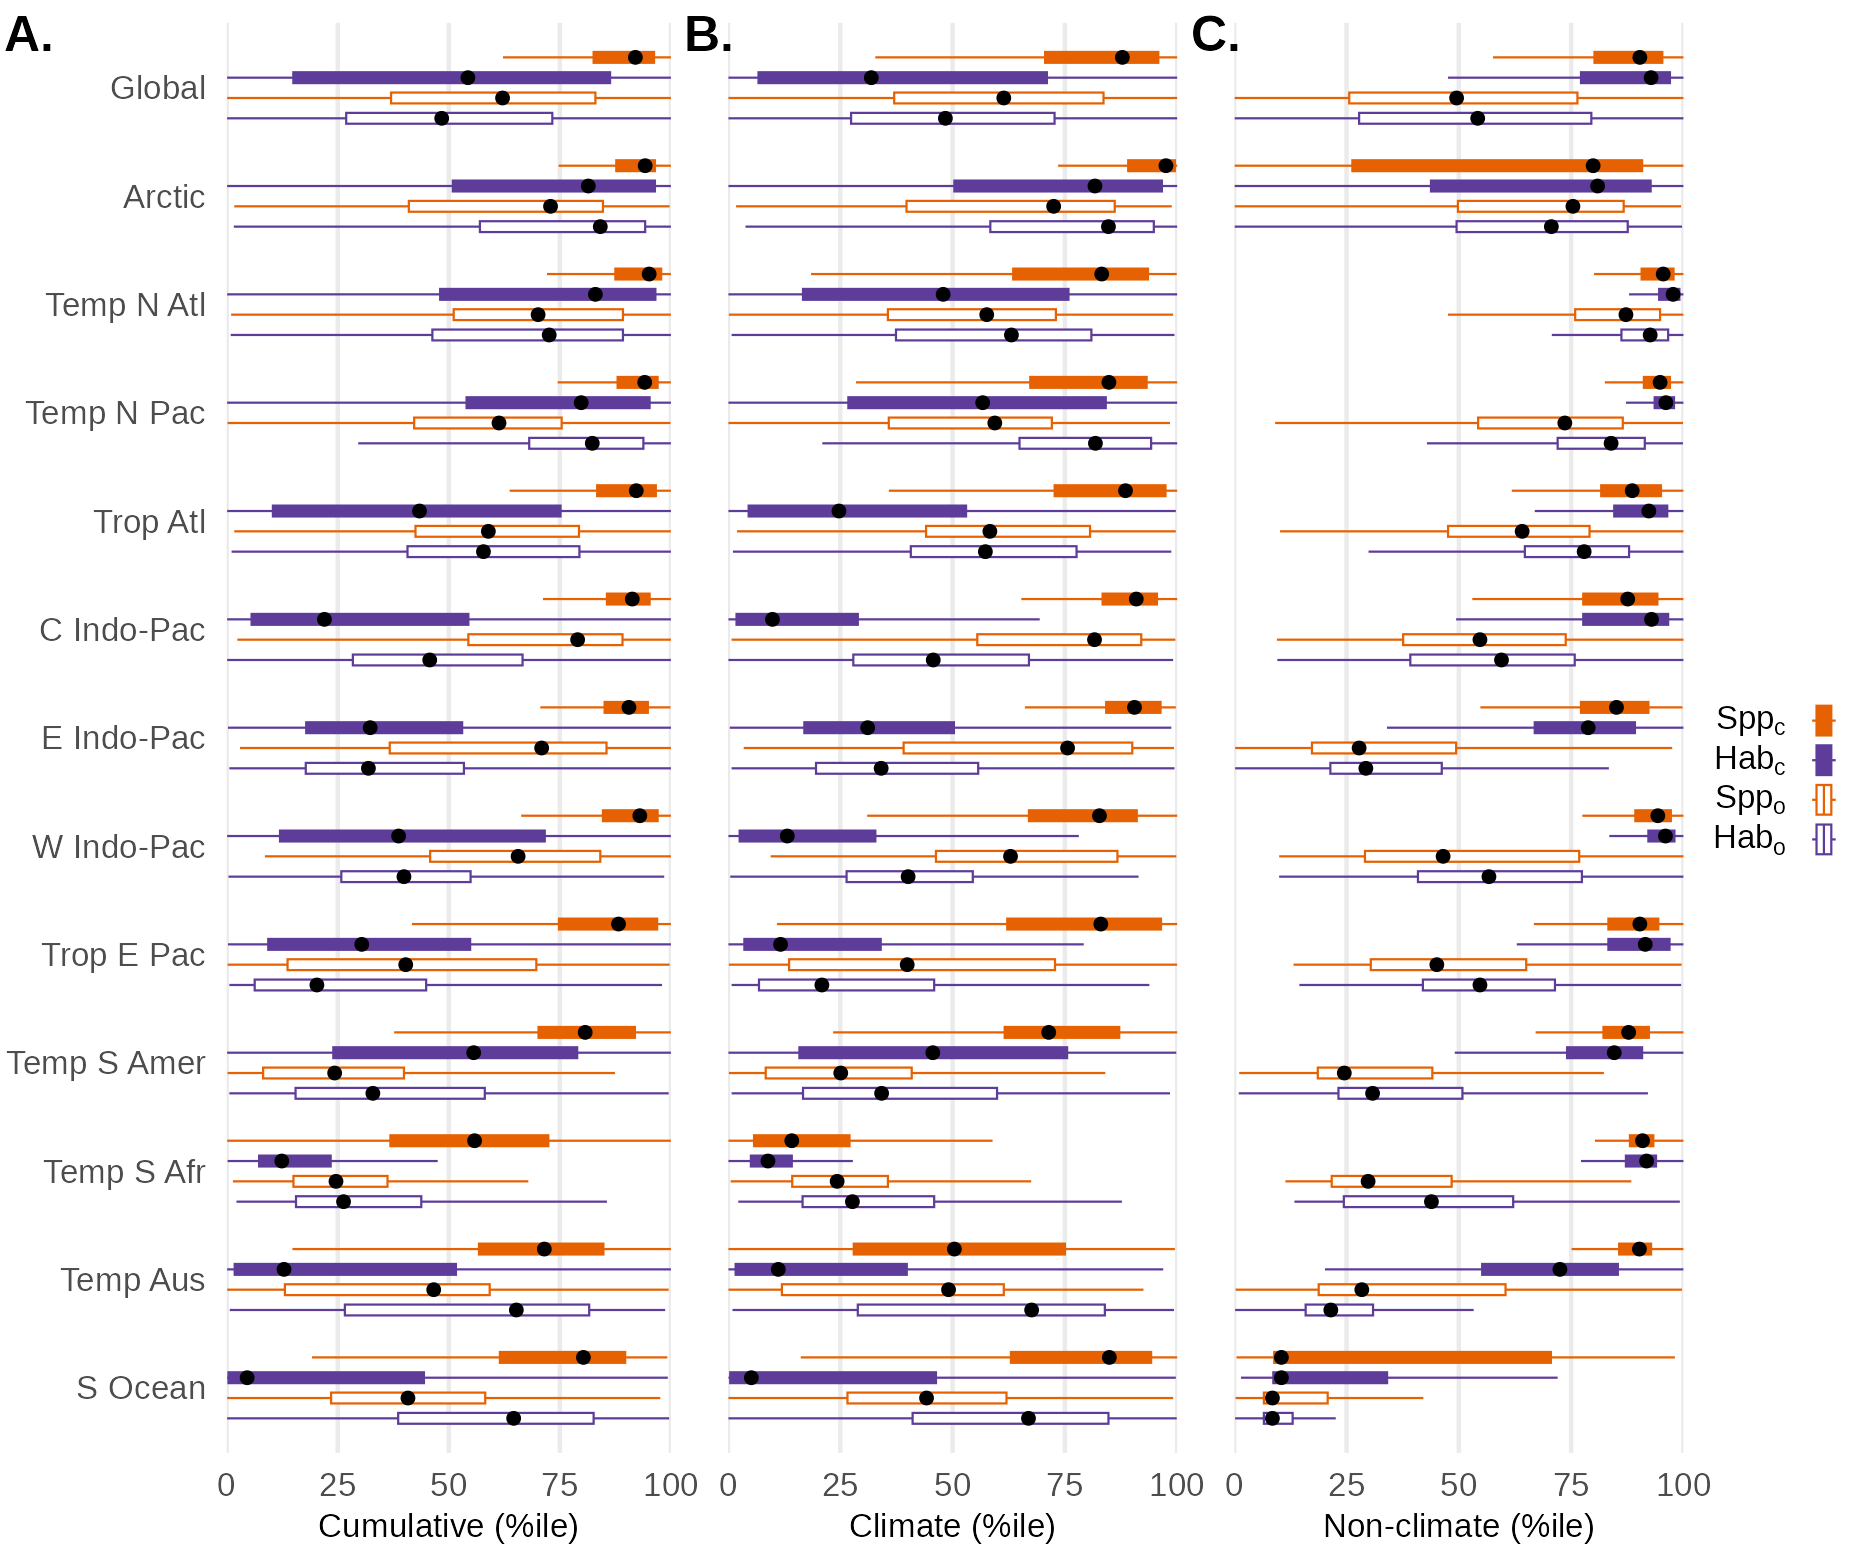 A. B. C.
Global
Arctic
Temp N Atl
Temp N Pac
Trop Atl
C Indo-Pac
E Indo-Pac
W Indo-Pac
Trop E Pac
Temp S Amer
Temp S Afr
Temp Aus
S Ocean
Sppc
Habc
Sppo
Habo
0 25 50 75 100 0 25 50 75 100 0 25 50 75 100
Cumulative (%ile) Climate (%ile) Non-climate (%ile)